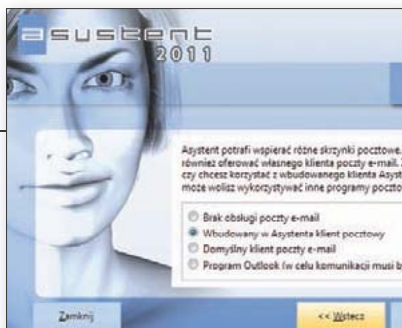 asustent
2011
Asystent potrafi wspierać różne skrzynki pocztowe.
również oferować własnego klienta poczty e-mail.
czy chcesz korzystać z wbudowanego klienta Asyst
może wolisz wykorzystywać inne programy poczto
Brak obsługi poczty e-mail
Wbudowany w Asystenta klient pocztowy
Domyślny klient poczty e-mail
Program Outlook (w celu komunikacji musi b
Zamknij
<< Wstecz